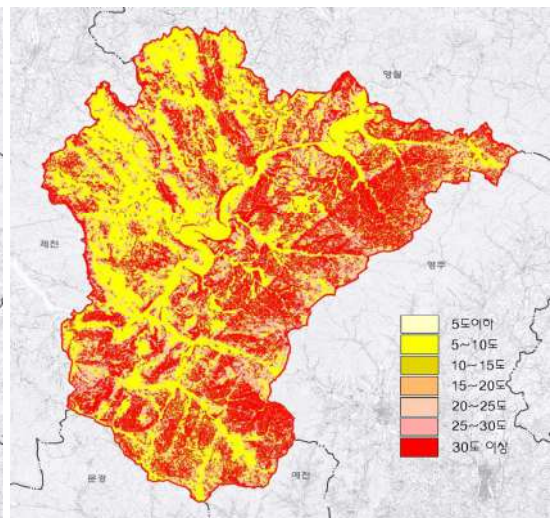 영월
제천
영주
5도이하
5~10도
10~15도
15~20도
20~25도
25~30도
30도 이상
문경
예천